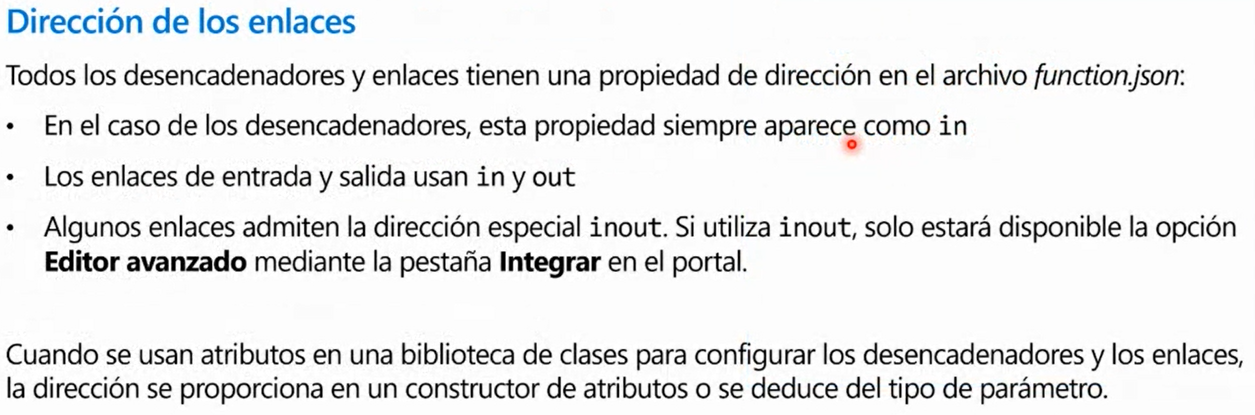 Dirección de los enlaces
Todos los desencadenadores y enlaces tienen una propiedad de dirección en el archivo function.json:
• En el caso de los desencadenadores, esta propiedad siempre aparece como in
• Los enlaces de entrada y salida usan in y out
• Algunos enlaces admiten la dirección especial inout. Si utiliza inout, solo estará disponible la opción
Editor avanzado mediante la pestaña Integrar en el portal.
Cuando se usan atributos en una biblioteca de clases para configurar los desencadenadores y los enlaces,
la dirección se proporciona en un constructor de atributos o se deduce del tipo de parámetro.